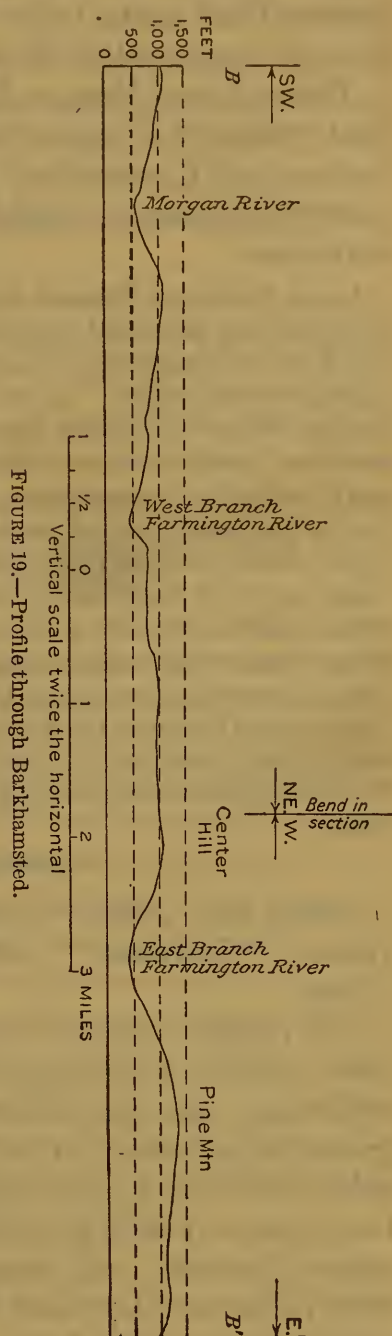 SW.
B
FEET
1,500
1,000
500
0
Morgan River
West Branch
Farmington River
NE.
W.
Bend in
section
Center
Hill
East Branch
Farmington River
Pine Mtn
E.
B'
1
½
0
1
2
3 MILES
Vertical scale twice the horizontal
FIGURE 19.—Profile through Barkhamsted.